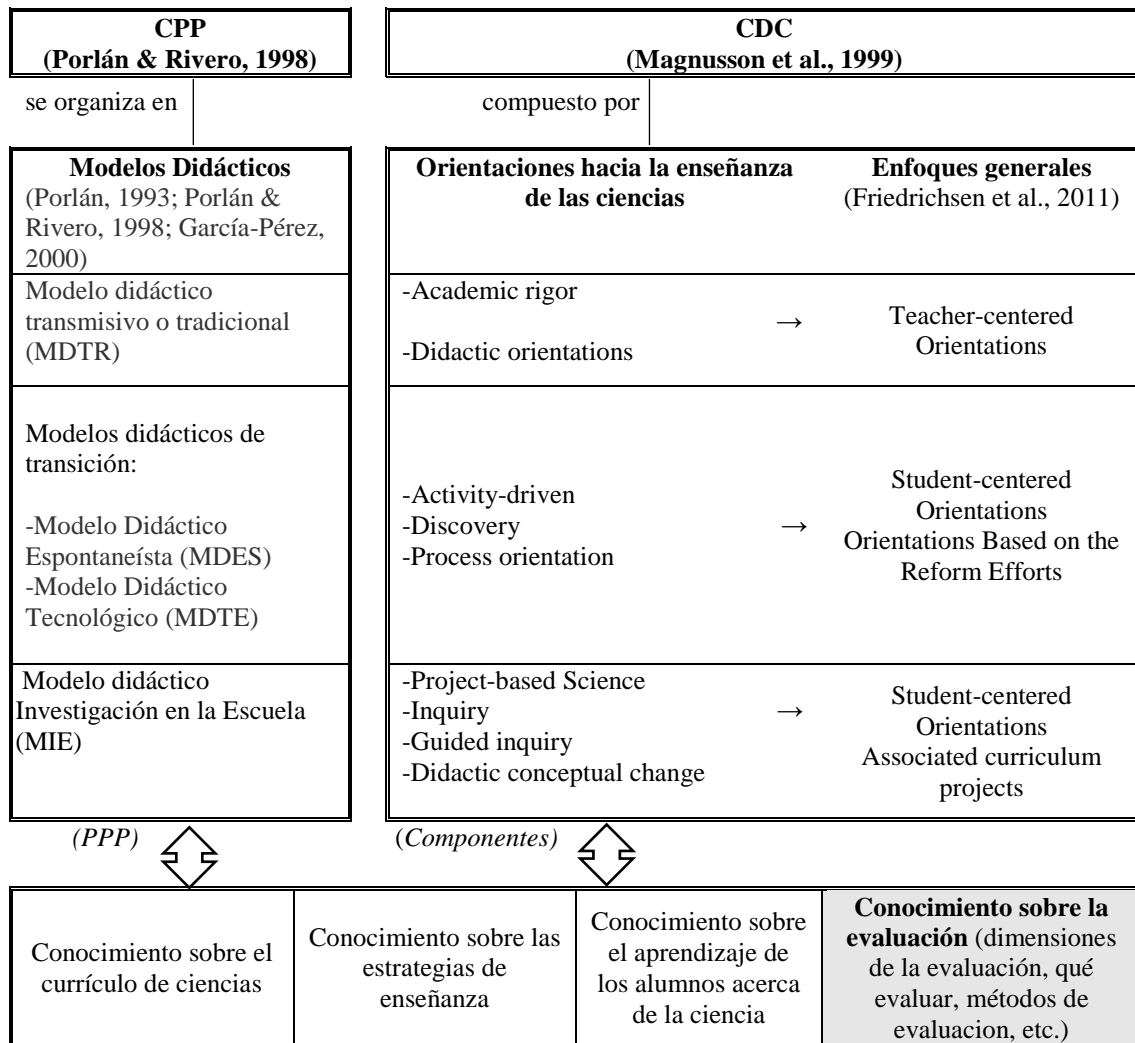 CPP
(Porlán & Rivero, 1998)
CDC
(Magnusson et al., 1999)
se organiza en
compuesto por
Modelos Didácticos
(Porlán, 1993; Porlán &
Rivero, 1998; García-Pérez,
2000)
Orientaciones hacia la enseñanza
de las ciencias
Enfoques generales
(Friedrichsen et al., 2011)
Modelo didáctico
transmisivo o tradicional
(MDTR)
-Academic rigor
-Didactic orientations
→
Teacher-centered
Orientations
Modelos didácticos de
transición:
-Modelo Didáctico
Espontaneísta (MDES)
-Modelo Didáctico
Tecnológico (MDTE)
-Activity-driven
-Discovery
-Process orientation
→
Student-centered
Orientations
Orientations Based on the
Reform Efforts
Modelo didáctico
Investigación en la Escuela
(MIE)
-Project-based Science
-Inquiry
-Guided inquiry
-Didactic conceptual change
→
Student-centered
Orientations
Associated curriculum
projects
(PPP)
(Componentes)
Conocimiento sobre el
currículo de ciencias
Conocimiento sobre las
estrategias de
enseñanza
Conocimiento sobre
el aprendizaje de
los alumnos acerca
de la ciencia
Conocimiento sobre la
evaluación (dimensiones
de la evaluación, qué
evaluar, métodos de
evaluacion, etc.)